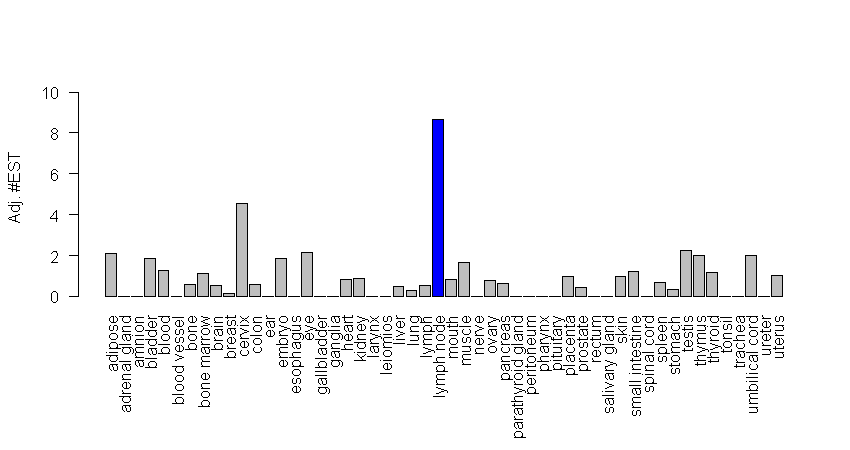 Adj. #EST
10
8
6
4
2
0
adipose
adrenal gland
amnion
bladder
blood
blood vessel
bone
bone marrow
brain
breast
cervix
colon
ear
embryo
esophagus
eye
gallbladder
ganglia
heart
kidney
larynx
leiomios
liver
lung
lymph
lymph node
mouth
muscle
nerve
ovary
pancreas
parathyroid gland
peritoneum
pharynx
pituitary
placenta
prostate
rectum
salivary gland
skin
small intestine
spinal cord
spleen
stomach
testis
thymus
thyroid
tonsil
trachea
umbilical cord
ureter
uterus